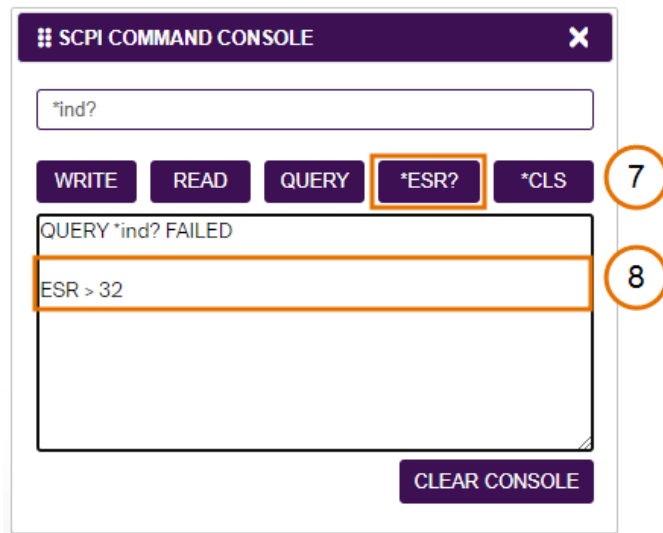 SCPI COMMAND CONSOLE
*ind?
WRITE READ QUERY *ESR? *CLS 7
QUERY *ind? FAILED
ESR > 32 8
CLEAR CONSOLE